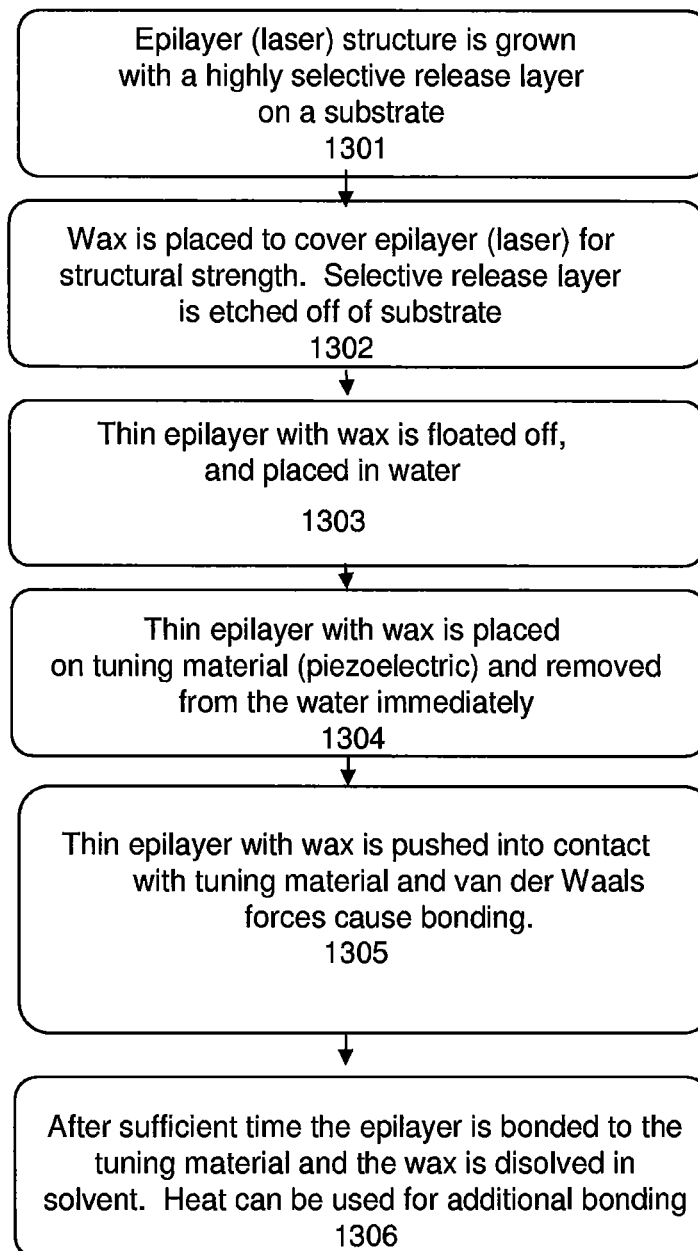 Epilayer (laser) structure is grown
with a highly selective release layer
on a substrate
1301
Wax is placed to cover epilayer (laser) for
structural strength. Selective release layer
is etched off of substrate
1302
Thin epilayer with wax is floated off,
and placed in water
1303
Thin epilayer with wax is placed
on tuning material (piezoelectric) and removed
from the water immediately
1304
Thin epilayer with wax is pushed into contact
with tuning material and van der Waals
forces cause bonding.
1305
After sufficient time the epilayer is bonded to the
tuning material and the wax is disolved in
solvent. Heat can be used for additional bonding
1306